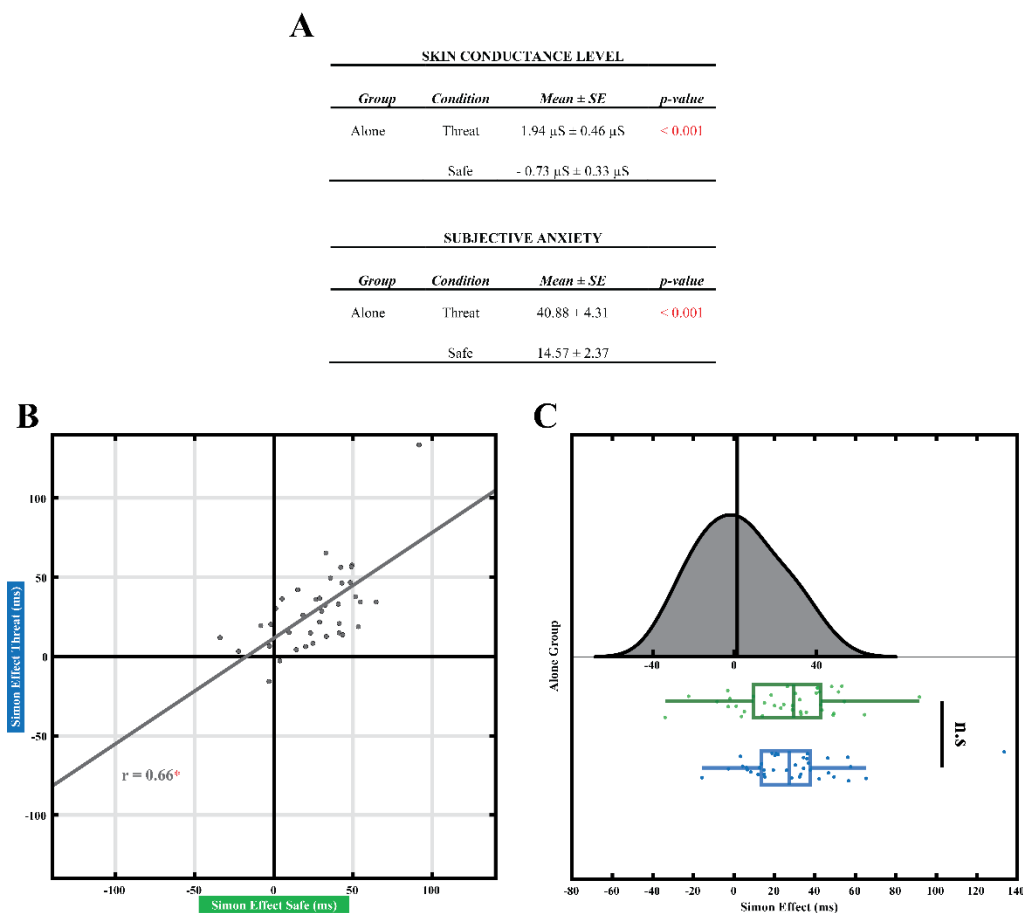 A
SKIN CONDUCTANCE LEVEL
Group Condition Mean ± SE p-value
Alone Threat 1.94 µS = 0.46 µS < 0.001
Safe - 0.73 µS ± 0.33 µS
SUBJECTIVE ANXIETY
Group Condition Mean ± SE p-value
Alone Threat 40.88 + 4.31 < 0.001
Safe 14.57 ± 2.37
B
Simon Effect Threat (ms)
100
50
0
-50
-100
r = 0.66*
-100 -50 0 50 100
Simon Effect Safe (ms)
C
Alone Group
-40 0 40
n.s
-80 -60 -40 -20 0 20 40 60 80 100 120 140
Simon Effect (ms)